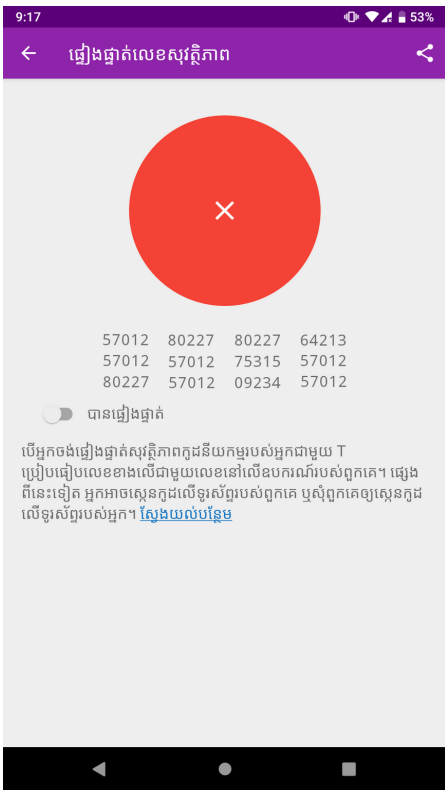 9:17
53%
ផ្ទៀងផ្ទាត់លេខសុវត្ថិភាព
57012 80227 80227 64213
57012 57012 75315 57012
80227 57012 09234 57012
បានផ្ទៀងផ្ទាត់
បើអ្នកចង់ផ្ទៀងផ្ទាត់សុវត្ថិភាពកូដនីយកម្មរបស់អ្នកជាមួយ T
ប្រៀបធៀបលេខខាងលើជាមួយលេខនៅលើឧបករណ៍របស់ពួកគេ។ ផ្សេង
ពីនេះទៀត អ្នកអាចស្កេនកូដលើទូរស័ព្ទរបស់ពួកគេ ឬសុំពួកគេឲ្យស្កេនកូដ
លើទូរស័ព្ទរបស់អ្នក។ ស្វែងយល់បន្ថែម